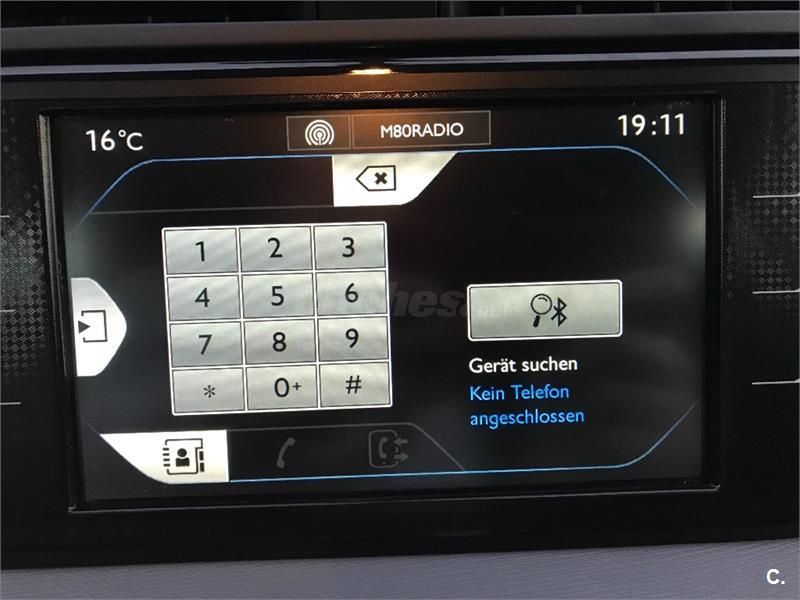 16°C
M80RADIO
19:11
1 2 3
4 5 6
7 8 9
* 0+ #
Gerät suchen
Kein Telefon
angeschlossen
C.